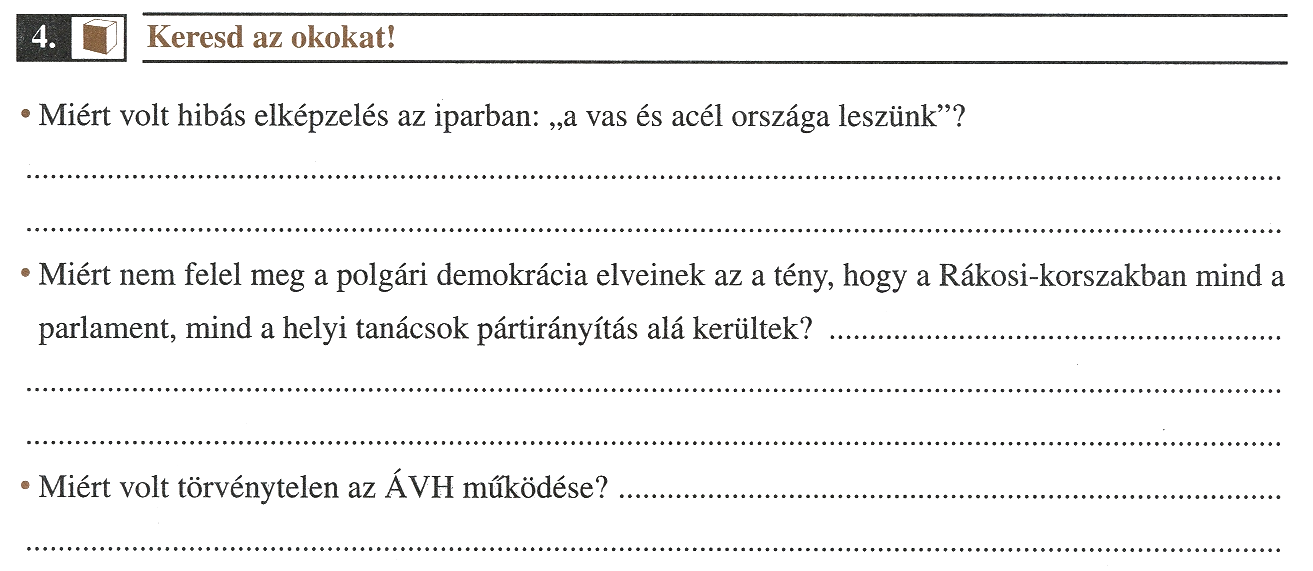 4. Keresd az okokat!
• Miért volt hibás elképzelés az iparban: „a vas és acél országa leszünk”?
• Miért nem felel meg a polgári demokrácia elveinek az a tény, hogy a Rákosi-korszakban mind a
parlament, mind a helyi tanácsok pártirányítás alá kerültek? ........................................
• Miért volt törvénytelen az ÁVH működése? ........................................